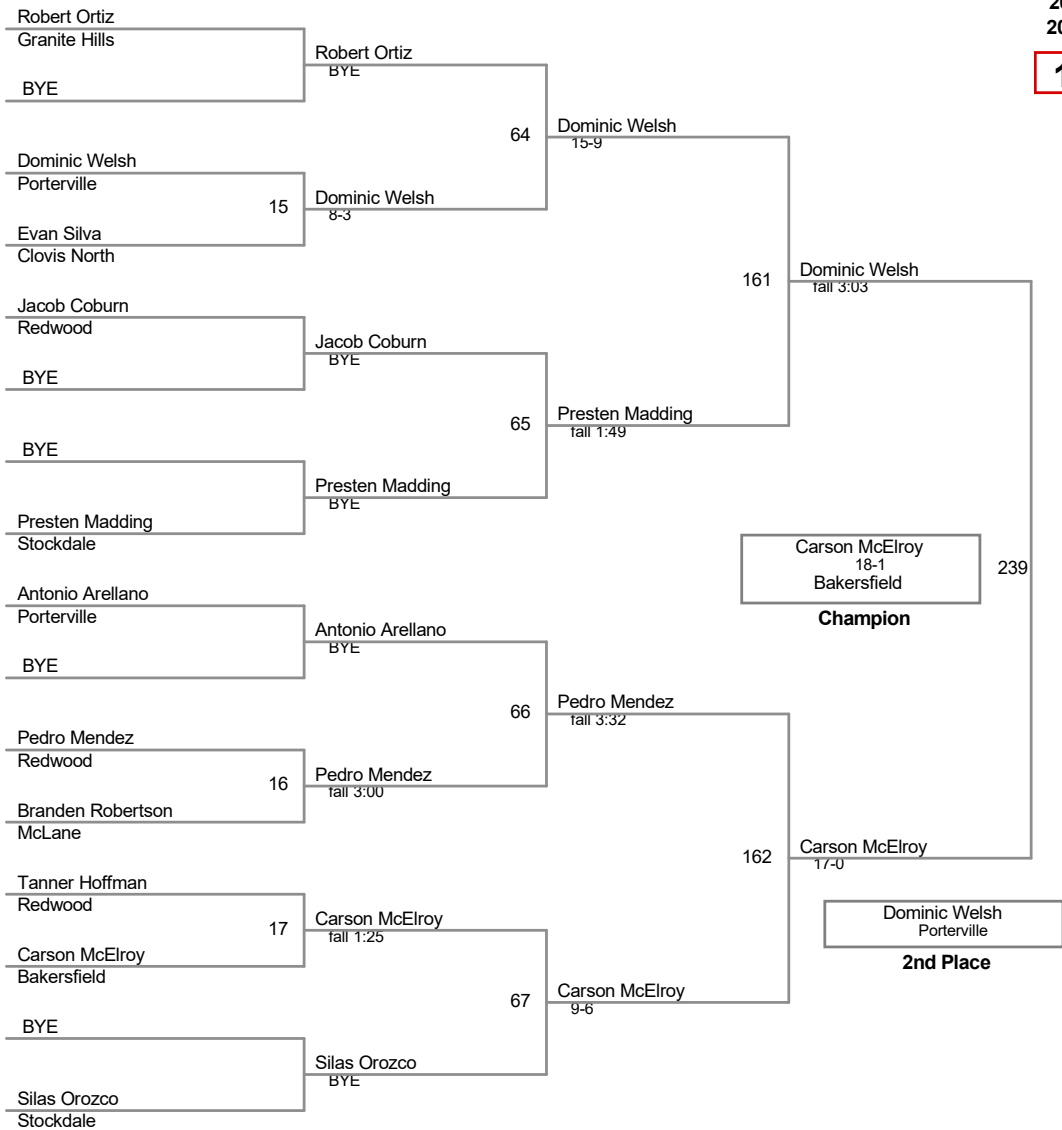 Robert Ortiz
Granite Hills
BYE
Dominic Welsh
Porterville
Evan Silva
Clovis North
Jacob Coburn
Redwood
BYE
BYE
Presten Madding
Stockdale
Antonio Arellano
Porterville
BYE
Pedro Mendez
Redwood
Branden Robertson
McLane
Tanner Hoffman
Redwood
Carson McElroy
Bakersfield
BYE
Silas Orozco
Stockdale
15
16
17
Robert Ortiz
BYE
Dominic Welsh
8-3
Jacob Coburn
BYE
Presten Madding
BYE
Antonio Arellano
BYE
Pedro Mendez
fall 3:00
Carson McElroy
fall 1:25
Silas Orozco
BYE
64
65
66
67
Dominic Welsh
15-9
Presten Madding
fall 1:49
Pedro Mendez
fall 3:32
Carson McElroy
9-6
161
162
Dominic Welsh
fall 3:03
Carson McElroy
17-0
239
Carson McElroy
18-1
Bakersfield
Champion
Dominic Welsh
Porterville
2nd Place